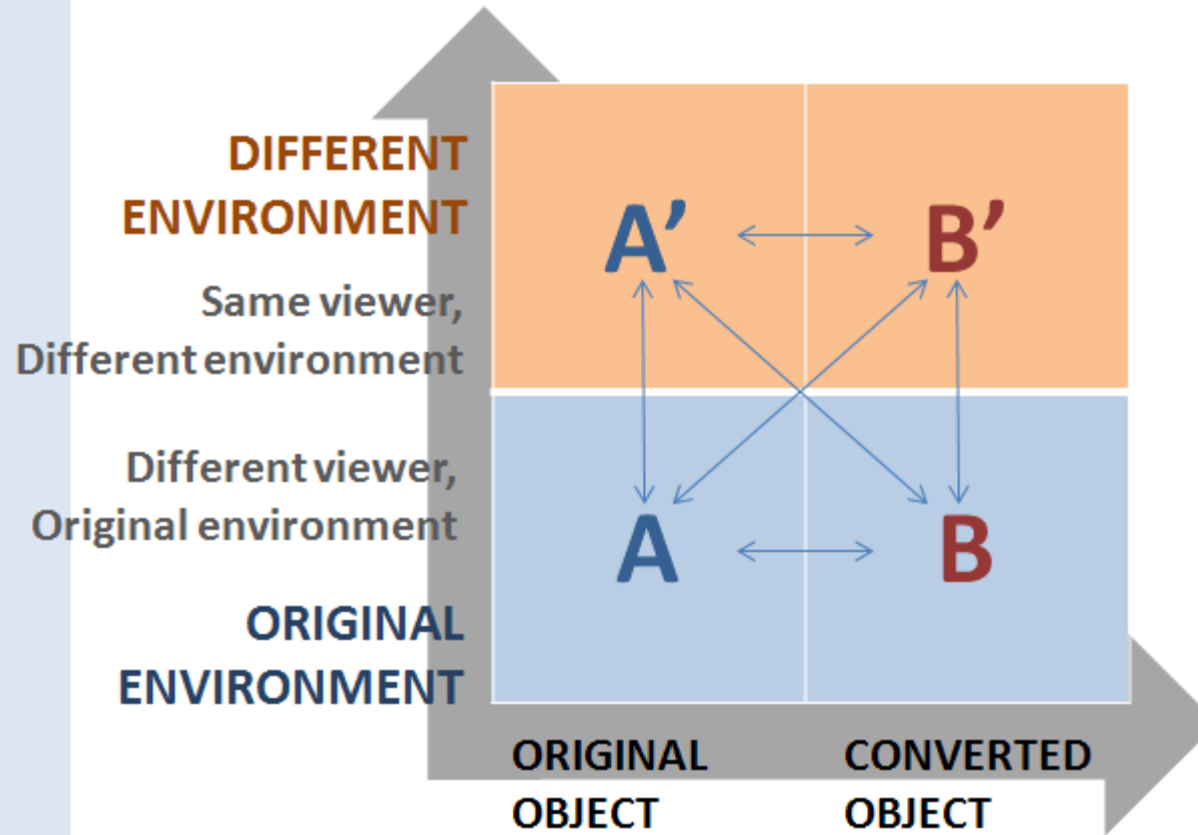 DIFFERENT
ENVIRONMENT
A’ B’
Same viewer,
Different environment
Different viewer,
Original environment
A B
ORIGINAL
ENVIRONMENT
ORIGINAL CONVERTED
OBJECT OBJECT